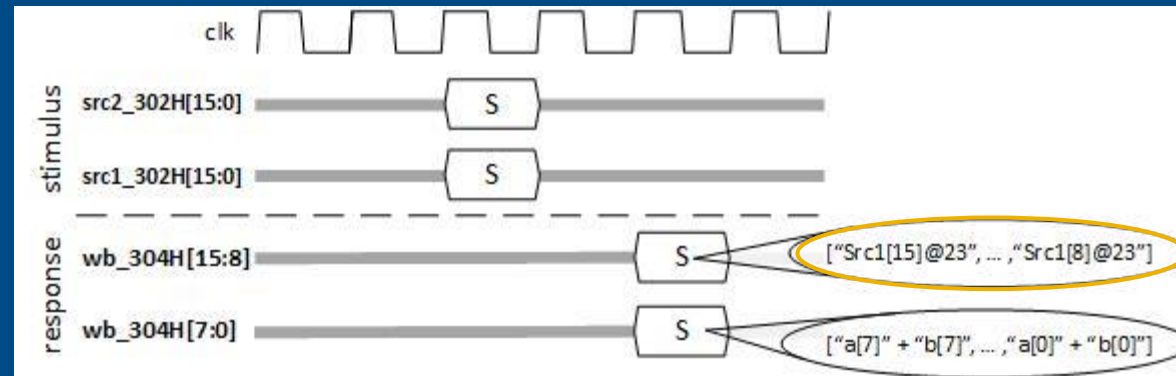 clk
stimulus
src2_302H[15:0]
S
src1_302H[15:0]
S
response
wb_304H[15:8]
S
["Src1[15]@23", ... ,"Src1[8]@23"]
wb_304H[7:0]
S
["a[7]" + "b[7]", ... ,"a[0]" + "b[0]"]